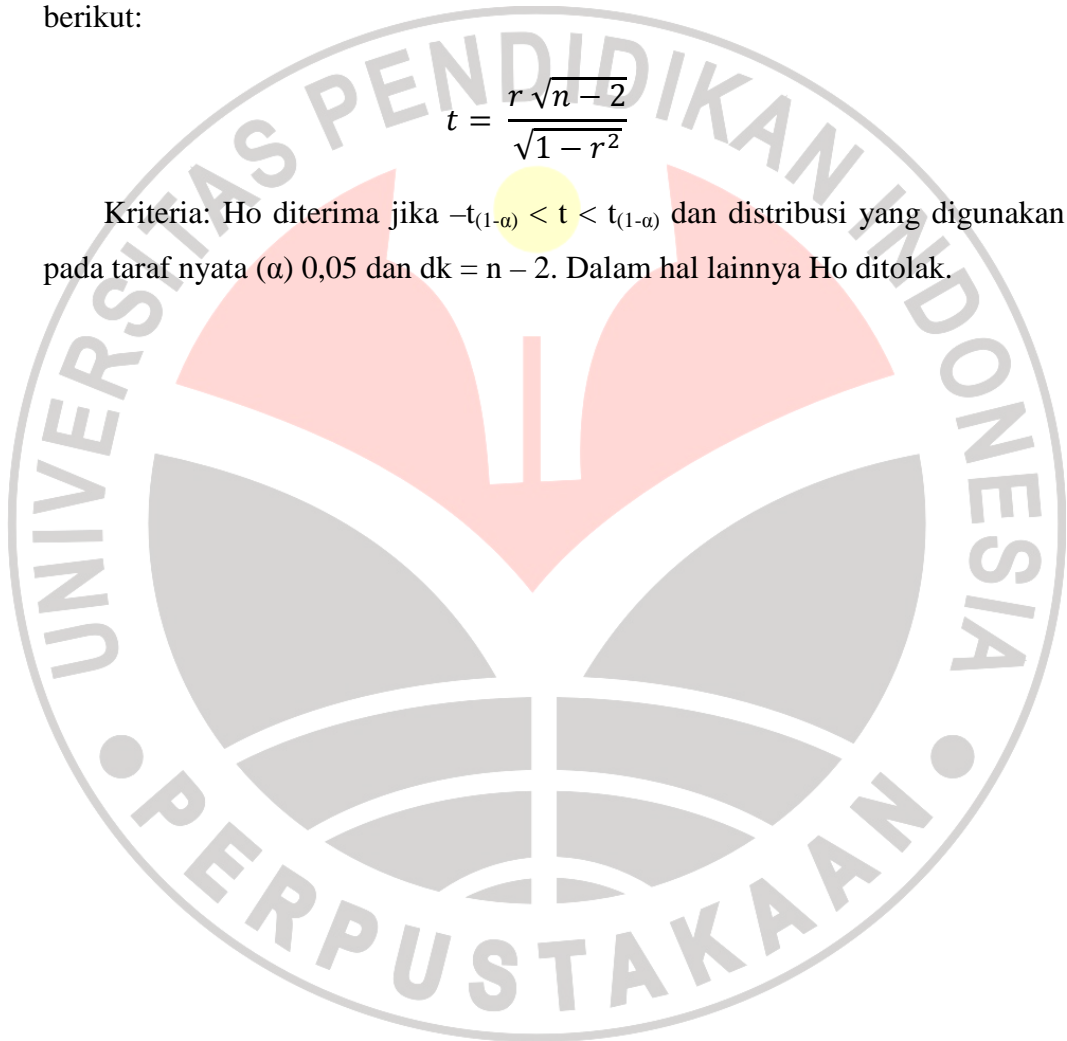 berikut:
t = r √n − 2 / √1 − r²
Kriteria: Ho diterima jika –t(1-α) < t < t(1-α) dan distribusi yang digunakan
pada taraf nyata (α) 0,05 dan dk = n – 2. Dalam hal lainnya Ho ditolak.
UNIVERSITAS PENDIDIKAN INDONESIA
PERPUSTAKAAN